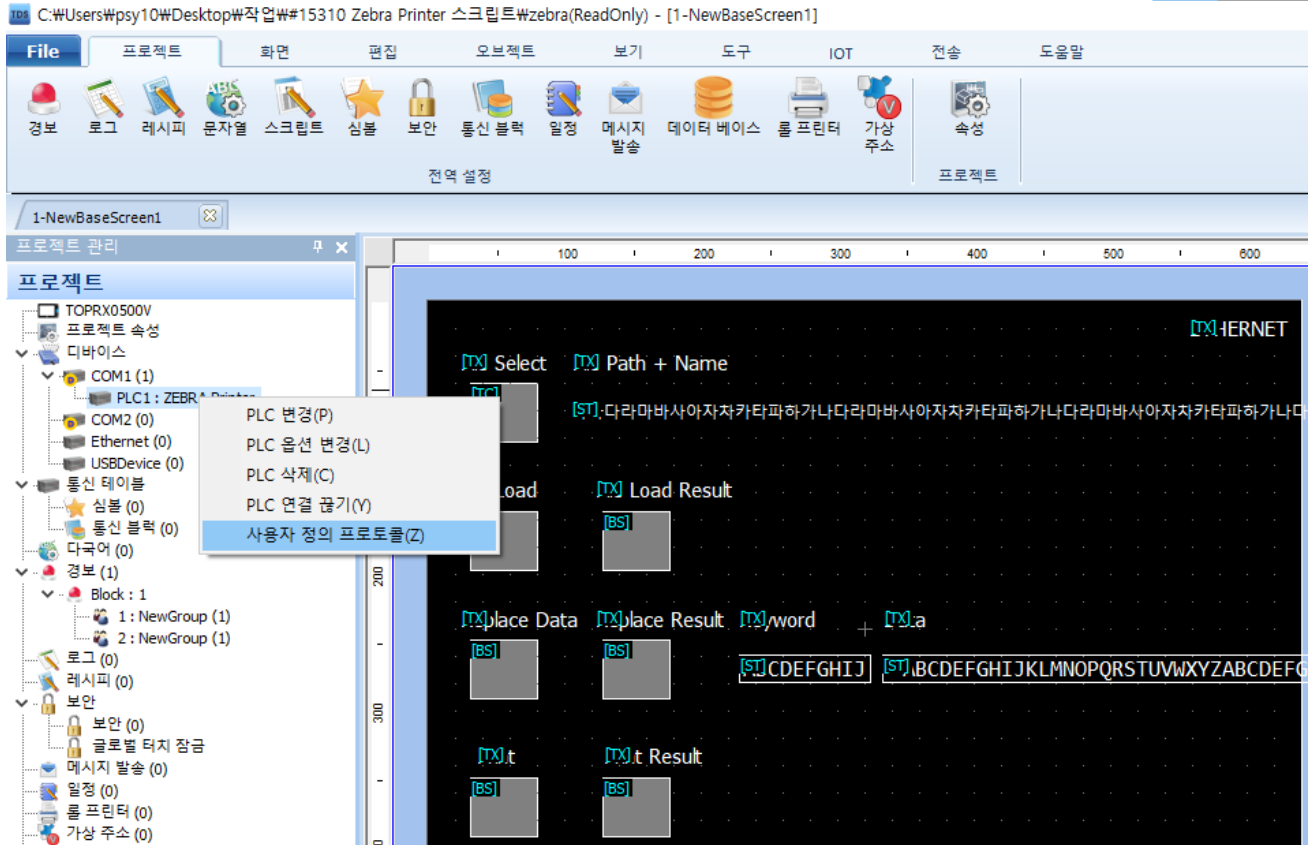 TDS C:₩Users₩psy10₩Desktop₩작업₩#15310 Zebra Printer 스크립트₩zebra(ReadOnly) - [1-NewBaseScreen1]
File 프로젝트 화면 편집 오브젝트 보기 도구 IOT 전송 도움말
경보 로그 레시피 문자열 스크립트 심볼 보안 통신 블럭 일정 메시지 발송 데이터 베이스 롤 프린터 가상 주소 속성
전역 설정 프로젝트
1-NewBaseScreen1
프로젝트 관리
프로젝트
TOPRX0500V
프로젝트 속성
디바이스
COM1 (1)
PLC1 : ZEBRA Printer
COM2 (0)
Ethernet (0)
USBDevice (0)
통신 테이블
심볼 (0)
통신 블럭 (0)
다국어 (0)
경보 (1)
Block : 1
1 : NewGroup (1)
2 : NewGroup (1)
로그 (0)
레시피 (0)
보안
보안 (0)
글로벌 터치 잠금
메시지 발송 (0)
일정 (0)
롤 프린터 (0)
가상 주소 (0)
PLC 변경(P)
PLC 옵션 변경(L)
PLC 삭제(C)
PLC 연결 끊기(Y)
사용자 정의 프로토콜(Z)
100 200 300 400 500 600
200
300
[TX] HERNET
[TX] Select [TX] Path + Name
[TC]
[ST] 다라마바사아자차카타파하가나다라마바사아자차카타파하가나다라마바사아자차카타파하가나다
oad [TX] Load Result
[BS]
[TX]place Data [TX]place Result [TX]yword [TX]a
[BS] [BS] [ST]CDEFGHIJ [ST]ABCDEFGHIJKLMNOPQRSTUVWXYZABCDEFG
[TX]t [TX]t Result
[BS] [BS]